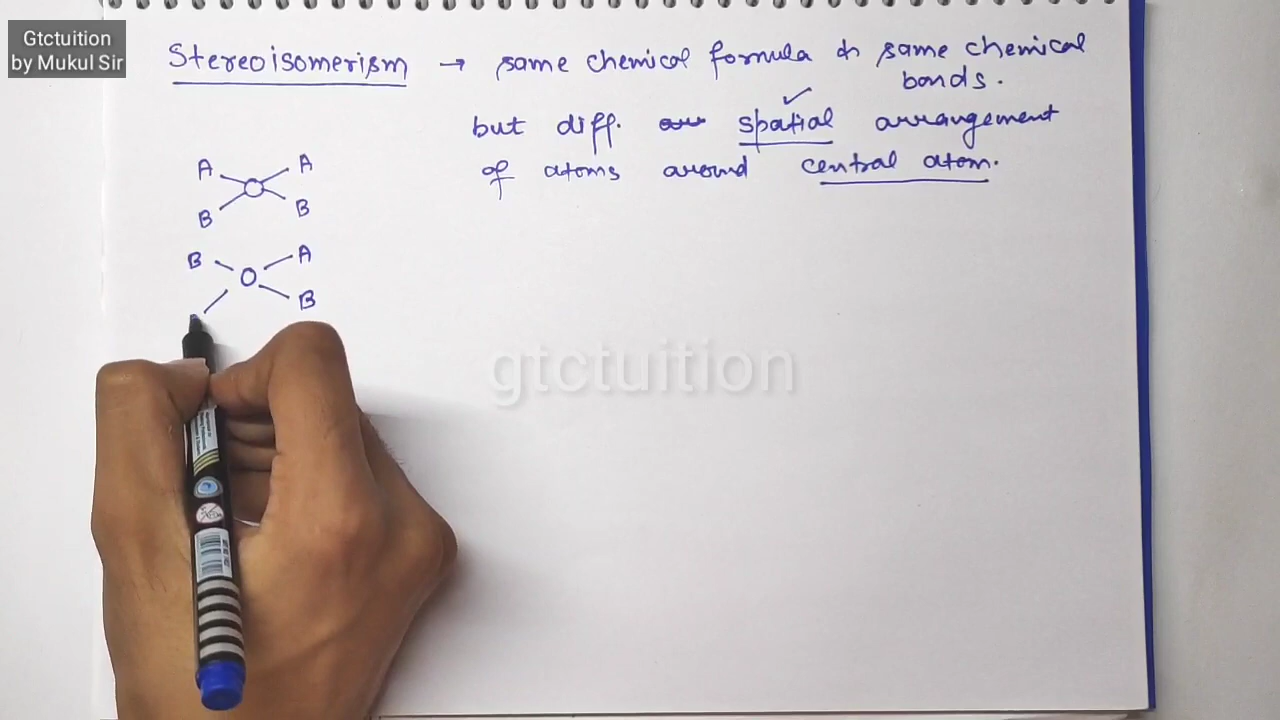 Gtctuition
by Mukul Sir
Stereoisomerism → same chemical formula & same chemical
bonds.
but diff. spatial arrangement
of atoms around central atom.
A A
B B
B A
B
gtctuition